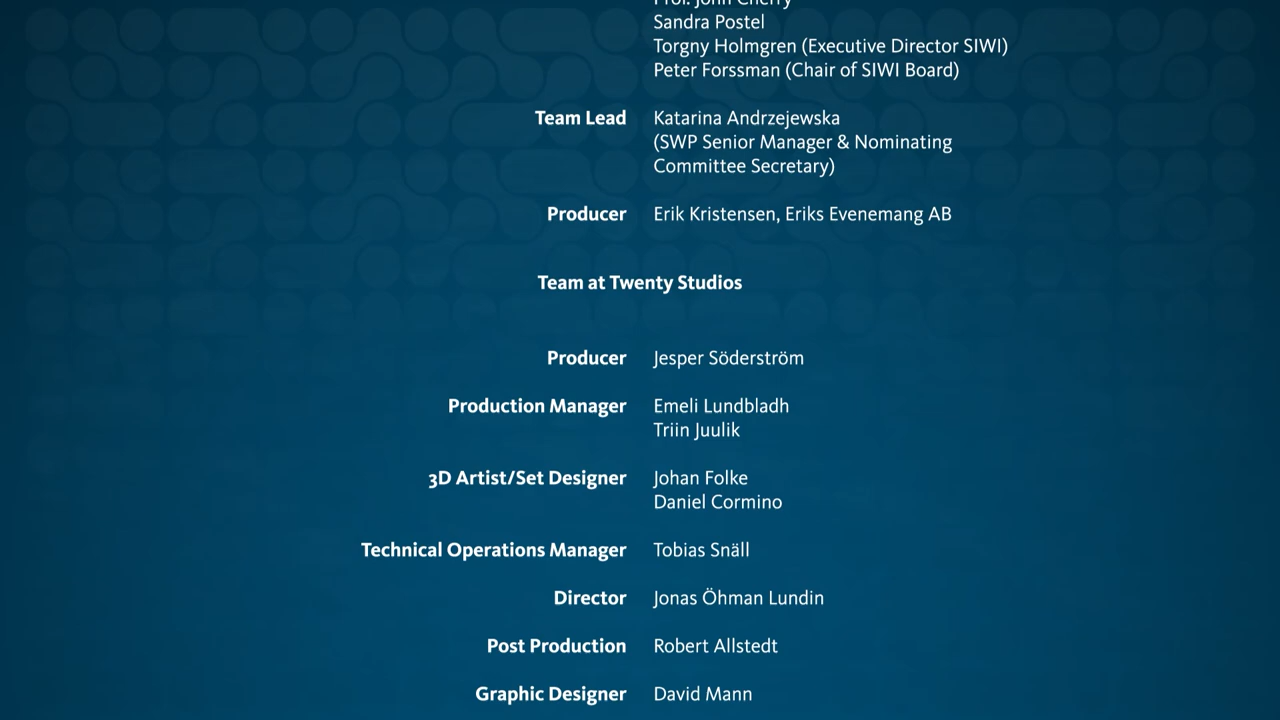 Prof. John Cherry
Sandra Postel
Torgny Holmgren (Executive Director SIWI)
Peter Forssman (Chair of SIWI Board)
Team Lead Katarina Andrzejewska
(SWP Senior Manager & Nominating
Committee Secretary)
Producer Erik Kristensen, Eriks Evenemang AB
Team at Twenty Studios
Producer Jesper Söderström
Production Manager Emeli Lundbladh
Triin Juulik
3D Artist/Set Designer Johan Folke
Daniel Cormino
Technical Operations Manager Tobias Snäll
Director Jonas Öhman Lundin
Post Production Robert Allstedt
Graphic Designer David Mann